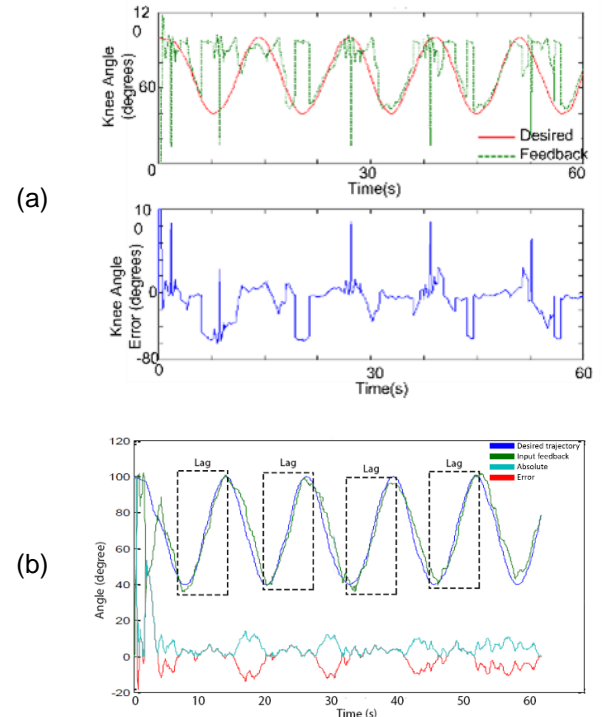 (a)
12
0
60
0
Knee Angle
(degrees)
Desired
Feedback
30
60
Time(s)
10
0
0
-80
Knee Angle
Error (degrees)
0
30
60
Time(s)
(b)
120
100
80
60
40
20
0
-20
Angle (degree)
Lag
Lag
Lag
Lag
Desired trajectory
Input feedback
Absolute
Error
0
10
20
30
40
50
60
Time (s)